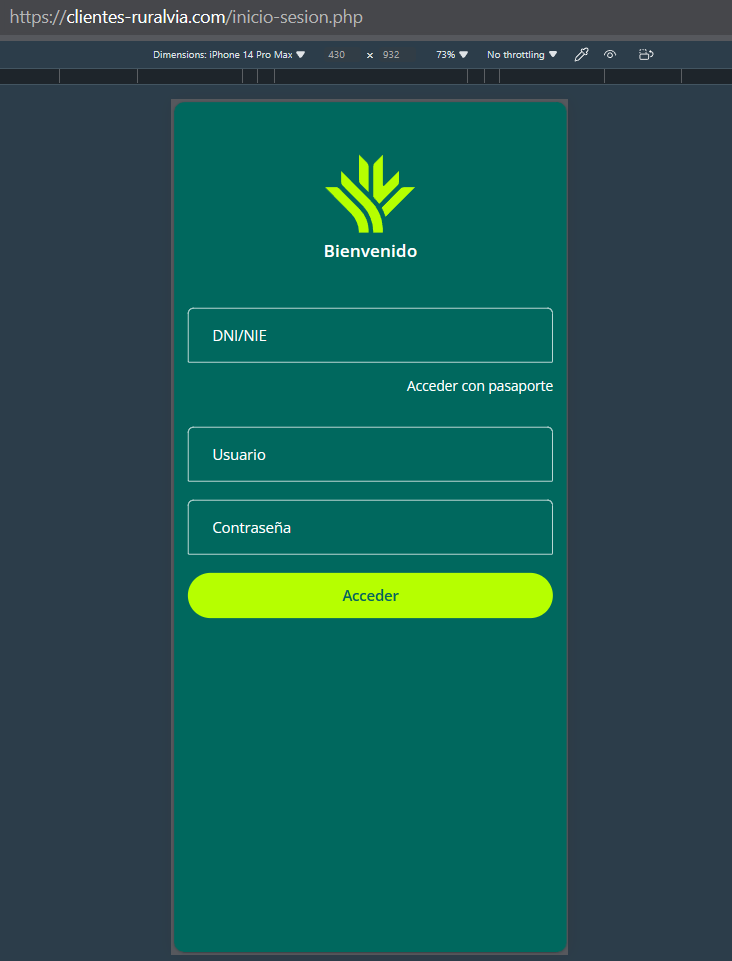 https://clientes-ruralvia.com/inicio-sesion.php
Dimensions: iPhone 14 Pro Max ▼ 430 x 932 73% ▼ No throttling ▼
Bienvenido
DNI/NIE
Acceder con pasaporte
Usuario
Contraseña
Acceder